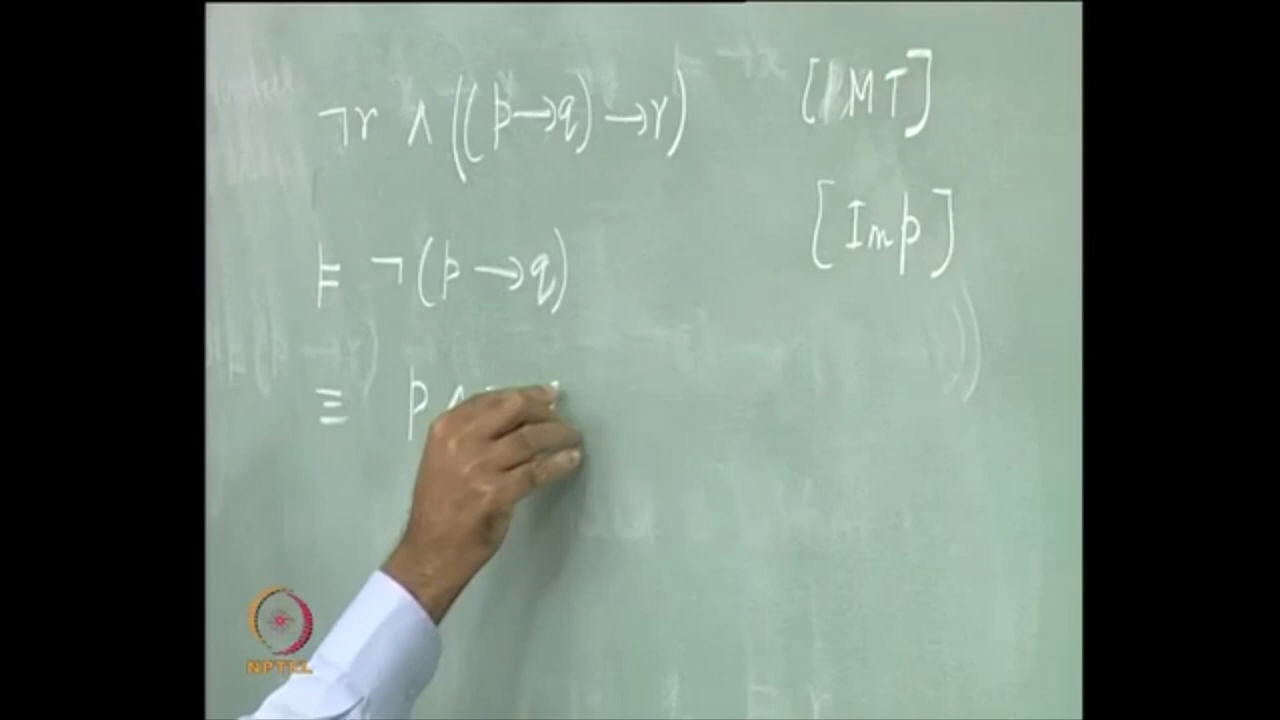 ¬r ∧ ((p→q)→r) [MT]
[Imp]
⊨ ¬(p→q)
≡ p ∧ ¬
NPTEL